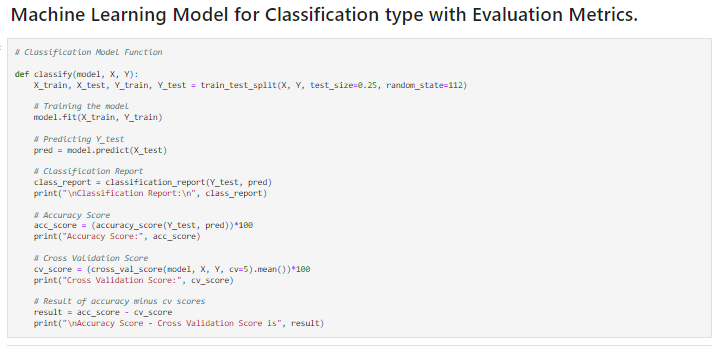 Machine Learning Model for Classification type with Evaluation Metrics.
# Classification Model Function
def classify(model, X, Y):
    X_train, X_test, Y_train, Y_test = train_test_split(X, Y, test_size=0.25, random_state=112)
    # Training the model
    model.fit(X_train, Y_train)
    # Predicting Y_test
    pred = model.predict(X_test)
    # Classification Report
    class_report = classification_report(Y_test, pred)
    print("\nClassification Report:\n", class_report)
    # Accuracy Score
    acc_score = (accuracy_score(Y_test, pred))*100
    print("Accuracy Score:", acc_score)
    # Cross Validation Score
    cv_score = (cross_val_score(model, X, Y, cv=5).mean())*100
    print("Cross Validation Score:", cv_score)
    # Result of accuracy minus cv scores
    result = acc_score - cv_score
    print("\nAccuracy Score - Cross Validation Score is", result)